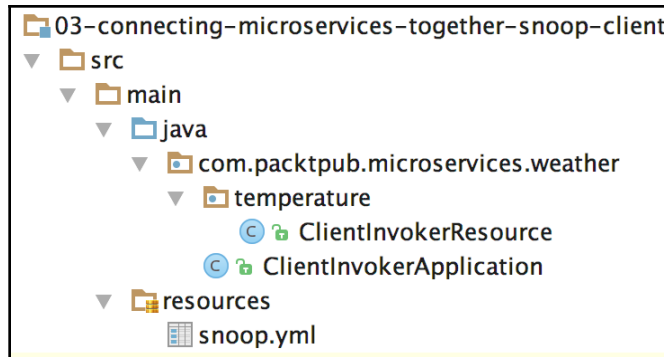 03-connecting-microservices-together-snoop-client
src
main
java
com.packtpub.microservices.weather
temperature
C ClientInvokerResource
C ClientInvokerApplication
resources
snoop.yml